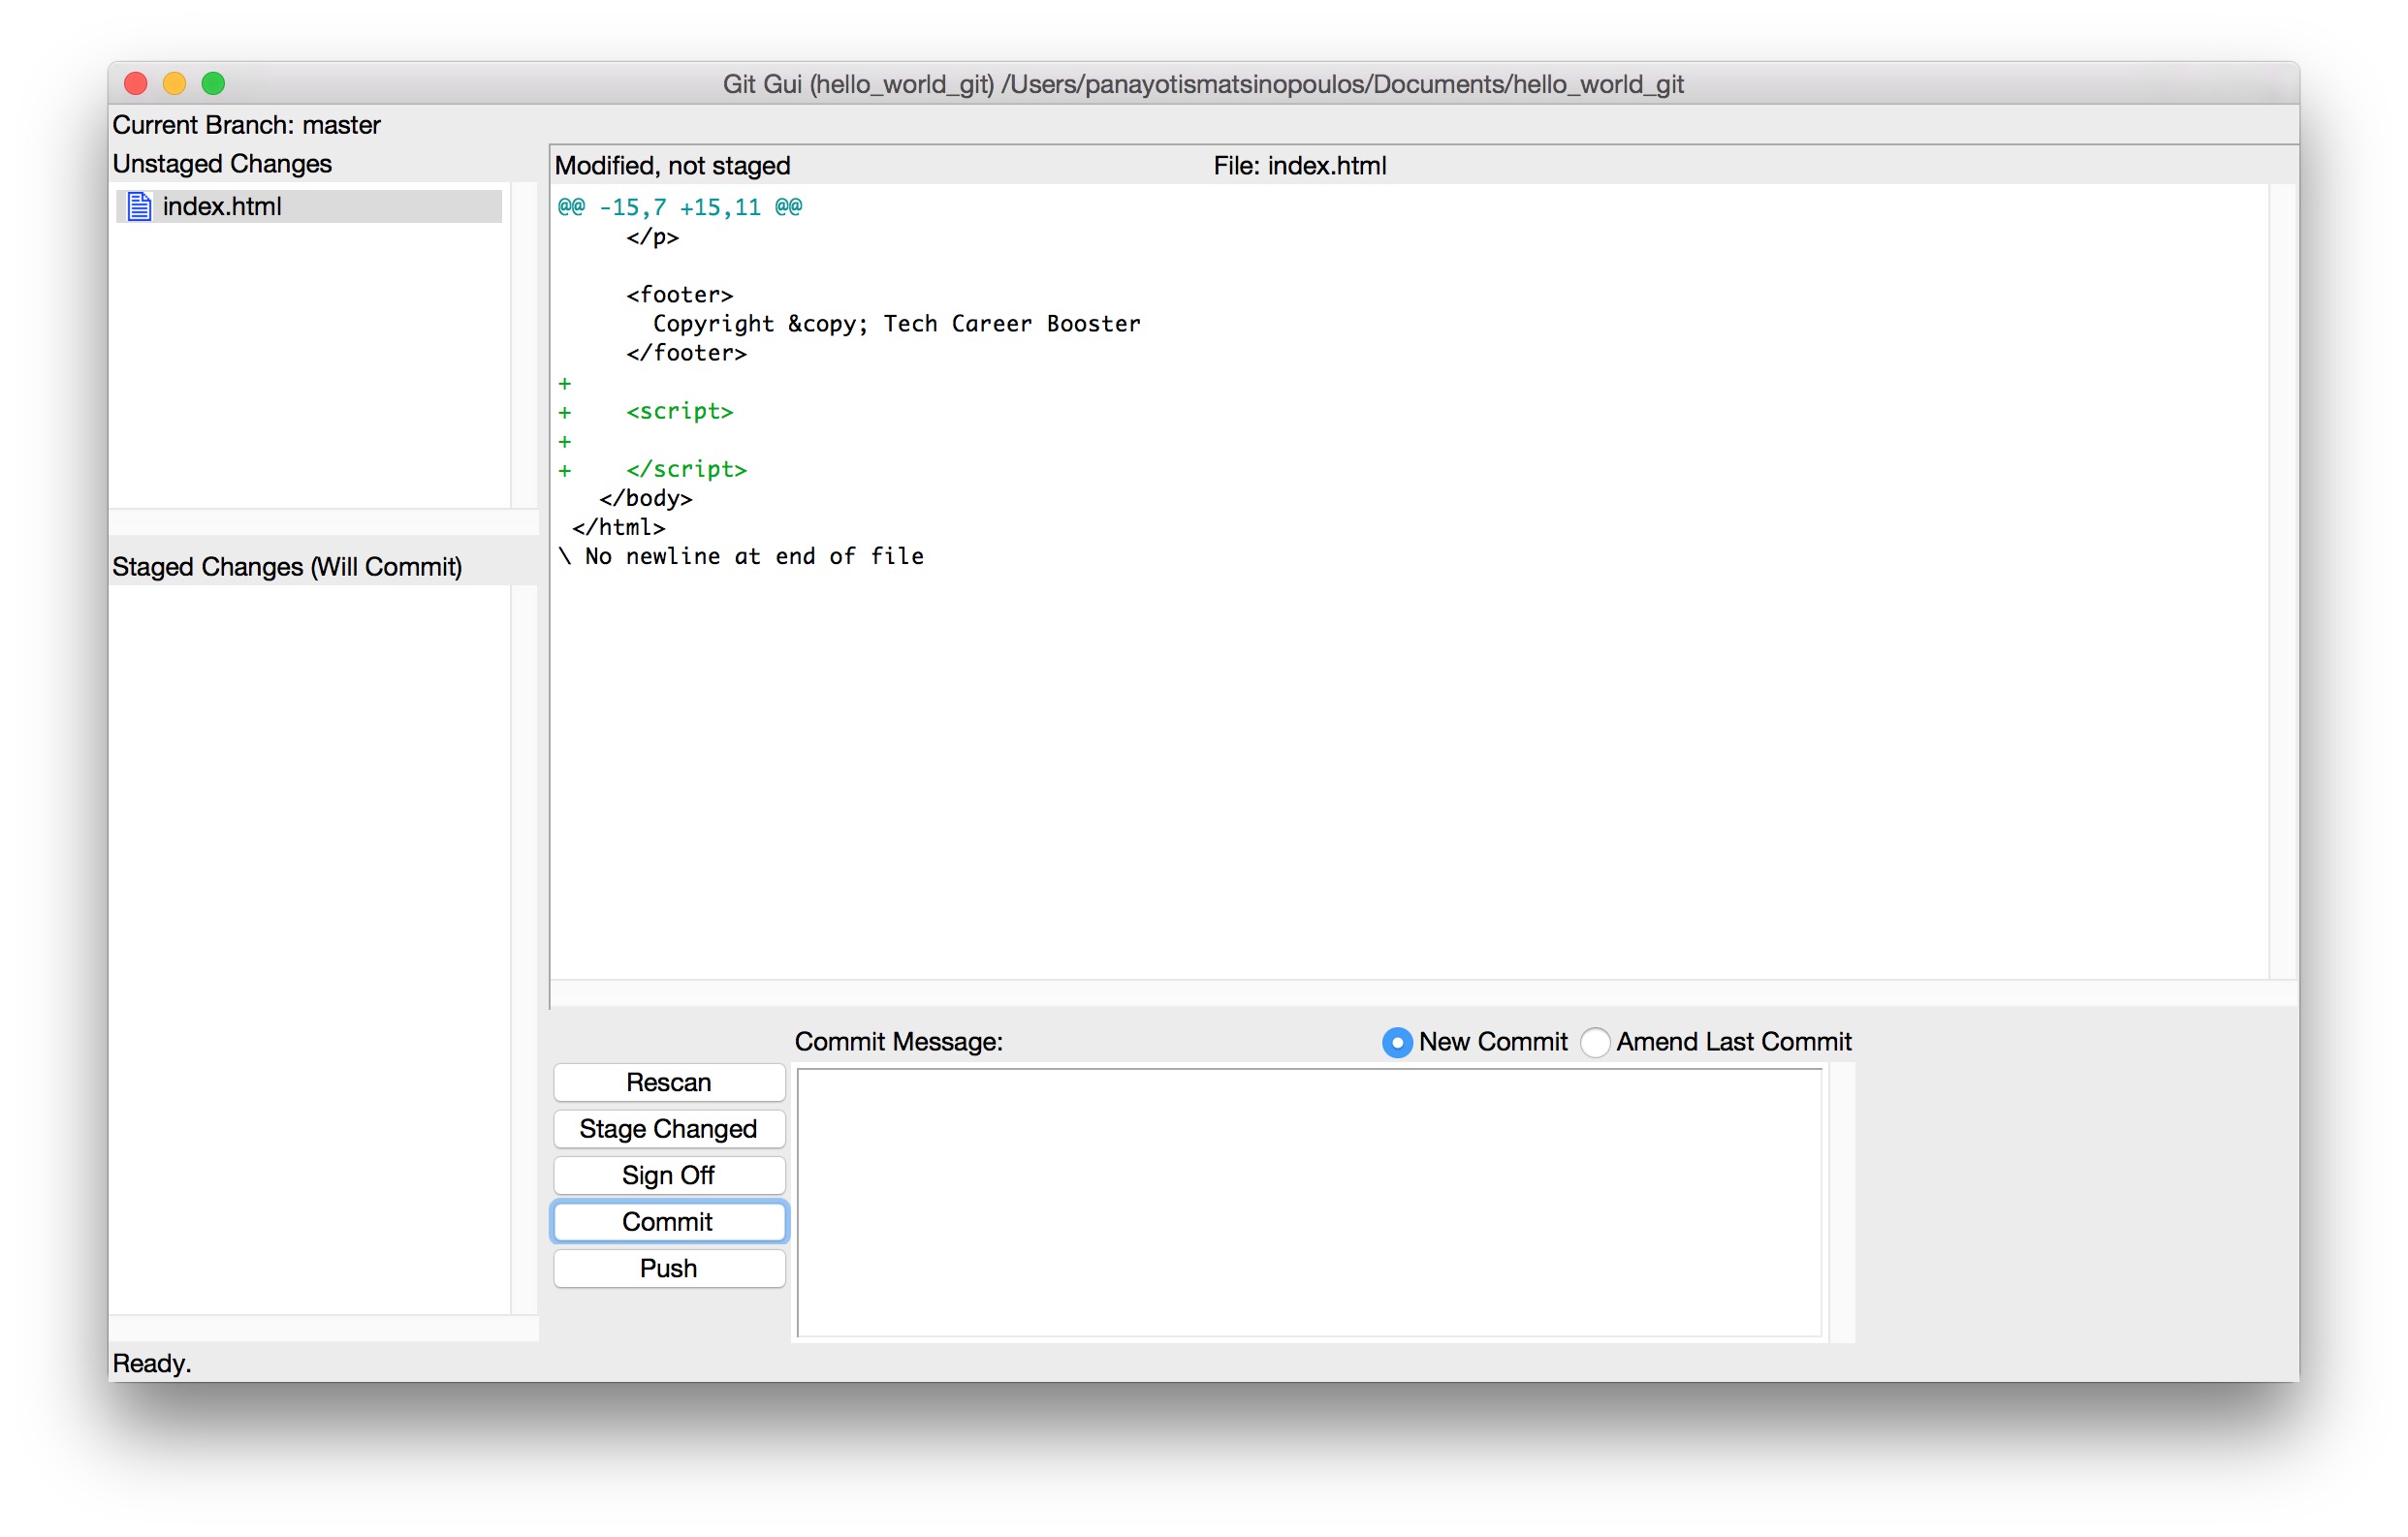 Git Gui (hello_world_git) /Users/panayotismatsinopoulos/Documents/hello_world_git
Current Branch: master
Unstaged Changes
index.html
Staged Changes (Will Commit)
Modified, not staged File: index.html
@@ -15,7 +15,11 @@
     </p>

     <footer>
       Copyright &copy; Tech Career Booster
     </footer>
+
+    <script>
+
+    </script>
   </body>
 </html>
\ No newline at end of file
Commit Message: New Commit Amend Last Commit
Rescan
Stage Changed
Sign Off
Commit
Push
Ready.